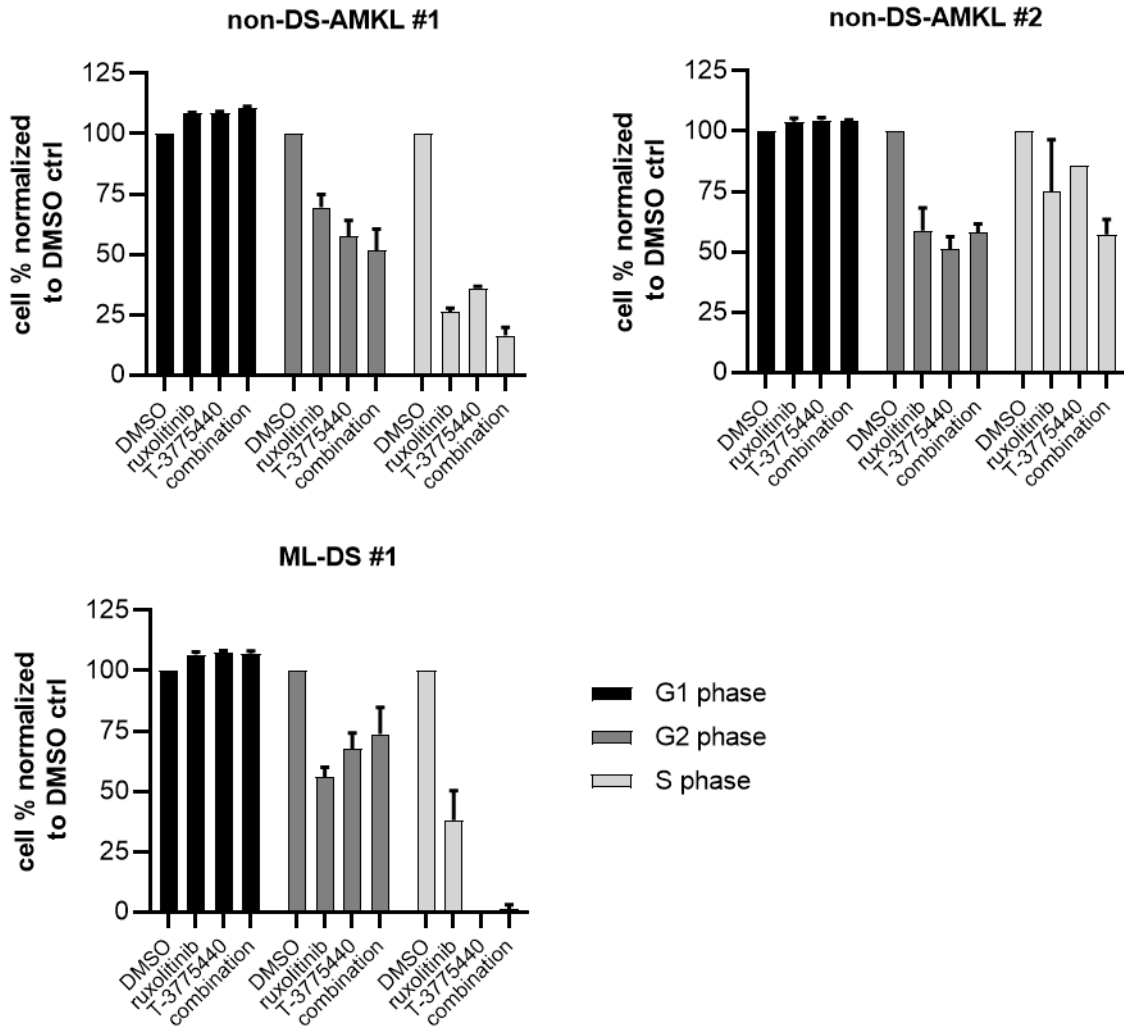 non-DS-AMKL #1
cell % normalized
to DMSO ctrl
125
100
75
50
25
0
DMSO
ruxolitinib
T-3775440
combination
DMSO
ruxolitinib
T-3775440
combination
DMSO
ruxolitinib
T-3775440
combination
non-DS-AMKL #2
cell % normalized
to DMSO ctrl
125
100
75
50
25
0
DMSO
ruxolitinib
T-3775440
combination
DMSO
ruxolitinib
T-3775440
combination
DMSO
ruxolitinib
T-3775440
combination
ML-DS #1
cell % normalized
to DMSO ctrl
125
100
75
50
25
0
DMSO
ruxolitinib
T-3775440
combination
DMSO
ruxolitinib
T-3775440
combination
DMSO
ruxolitinib
T-3775440
combination
G1 phase
G2 phase
S phase